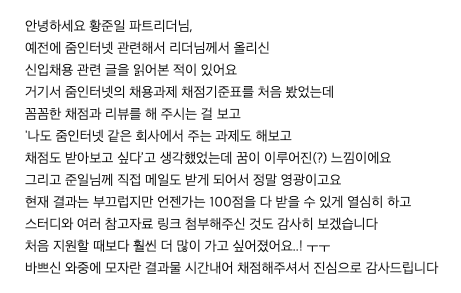 안녕하세요 황준일 파트리더님,
예전에 줌인터넷 관련해서 리더님께서 올리신
신입채용 관련 글을 읽어본 적이 있어요
거기서 줌인터넷의 채용과제 채점기준표를 처음 봤었는데
꼼꼼한 채점과 리뷰를 해 주시는 걸 보고
'나도 줌인터넷 같은 회사에서 주는 과제도 해보고
채점도 받아보고 싶다'고 생각했었는데 꿈이 이루어진(?) 느낌이에요
그리고 준일님께 직접 메일도 받게 되어서 정말 영광이고요
현재 결과는 부끄럽지만 언젠가는 100점을 다 받을 수 있게 열심히 하고
스터디와 여러 참고자료 링크 첨부해주신 것도 감사히 보겠습니다
처음 지원할 때보다 훨씬 더 많이 가고 싶어졌어요..! ㅜㅜ
바쁘신 와중에 모자란 결과물 시간내어 채점해주셔서 진심으로 감사드립니다